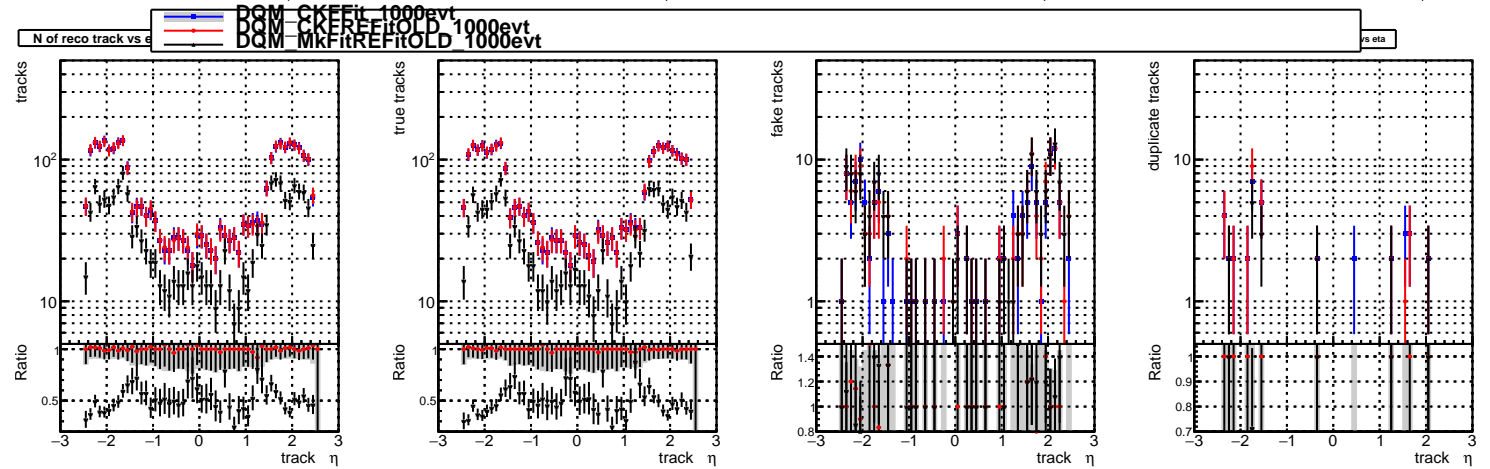 DQM_CKFFit_1000evt
DQM_CKFREFitOLD_1000evt
DQM_MkFitREFitOLD_1000evt
N of reco track vs e
vs eta
tracks
10²
10
Ratio
1
0.5
−3 −2 −1 0 1 2 3
track η
true tracks
10²
10
Ratio
1
0.5
−3 −2 −1 0 1 2 3
track η
fake tracks
10
1
Ratio
1.4
1.2
1
0.8
−3 −2 −1 0 1 2 3
track η
duplicate tracks
10
1
Ratio
1
0.9
0.8
0.7
−3 −2 −1 0 1 2 3
track η